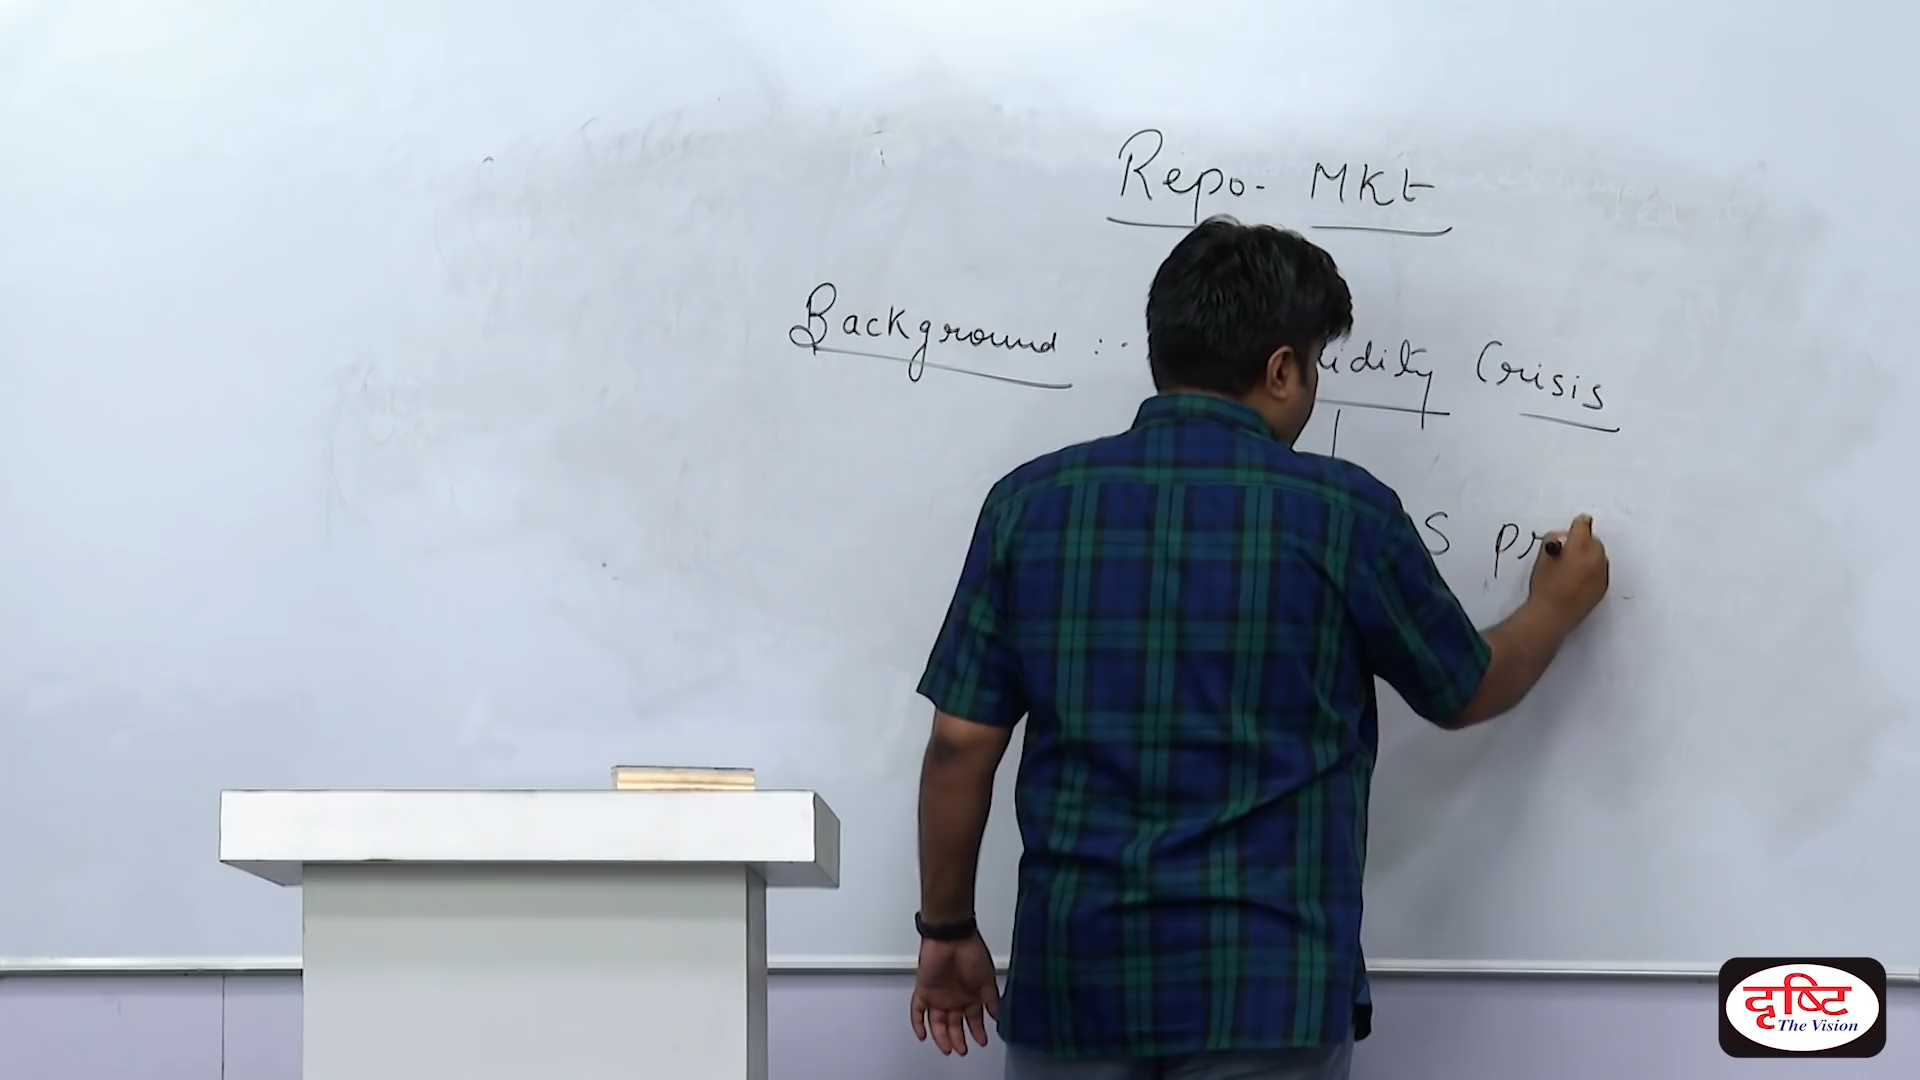 Repo- MKt
Background :- idity Crisis
S pr
दृष्टि
The Vision